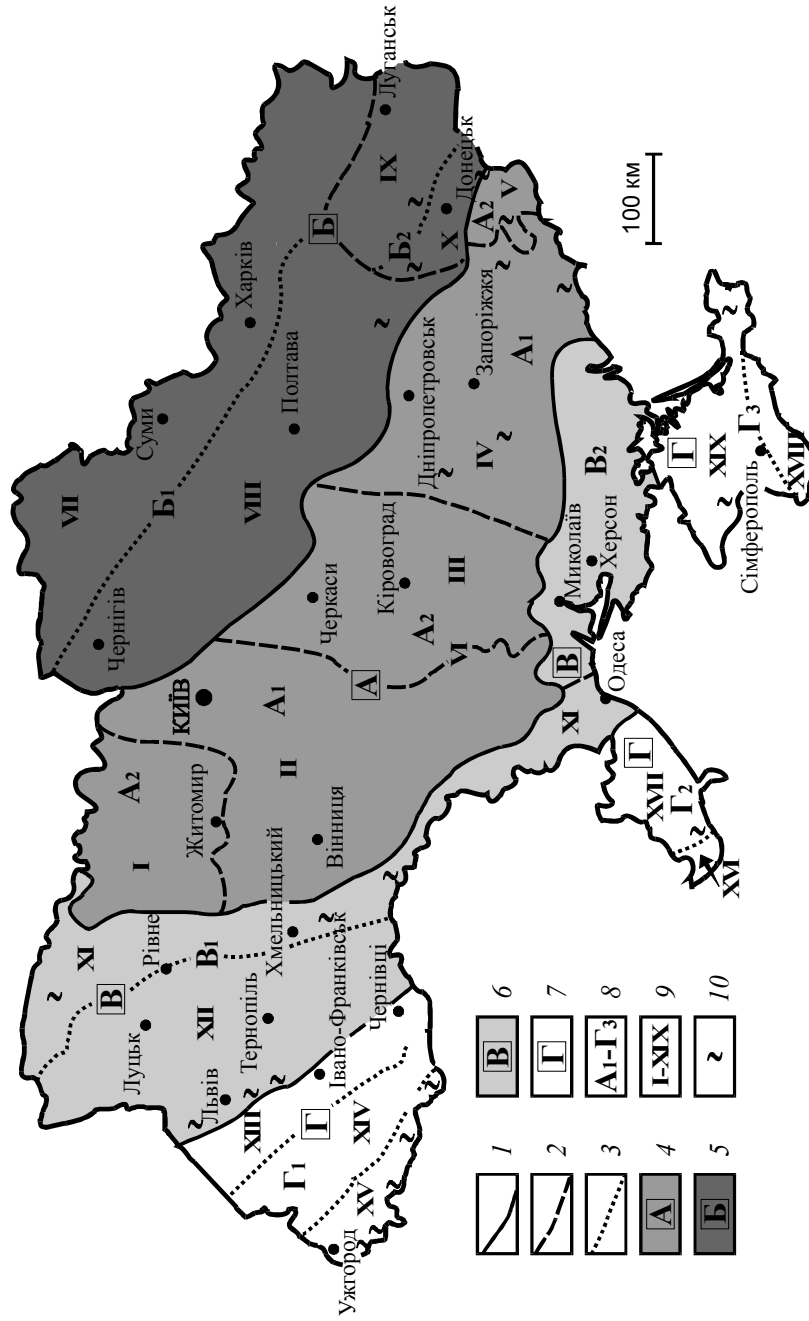 Чернігів
Суми
Харків
Полтава
Луганськ
Донецьк
КИЇВ
Житомир
Вінниця
Черкаси
Кіровоград
Дніпропетровськ
Запоріжжя
Рівне
Луцьк
Хмельницький
Тернопіль
Львів
Івано-Франківськ
Чернівці
Ужгород
Миколаїв
Херсон
Одеса
Сімферополь
VII
Б1
VIII
Б
IX
Б2
X
А2
V
I
А2
II
А1
А
А2
VI
III
IV
А1
XI
В
В1
XII
XIII
Г
Г1
XIV
XV
XI
В
В2
Г
XVII
Г2
XVI
Г
XIX
Г3
XVIII
100 км
1
2
3
А 4
Б 5
В 6
Г 7
А1-Г3 8
I-XIX 9
10